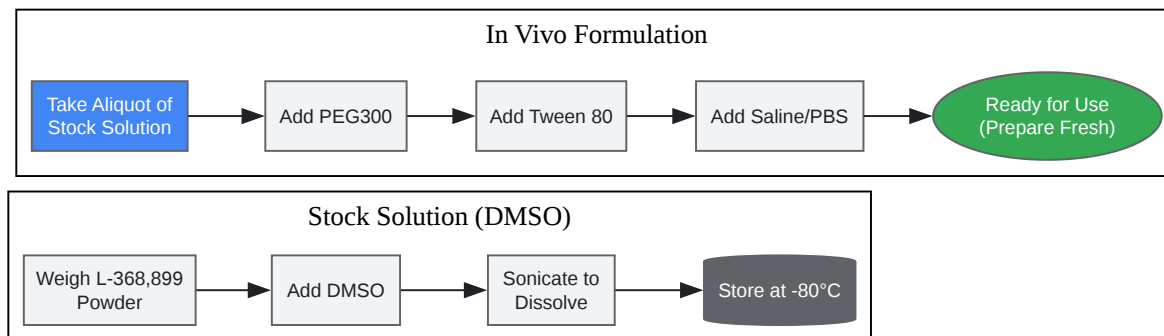 In Vivo Formulation
Take Aliquot of
Stock Solution
Add PEG300
Add Tween 80
Add Saline/PBS
Ready for Use
(Prepare Fresh)
Stock Solution (DMSO)
Weigh L-368,899
Powder
Add DMSO
Sonicate to
Dissolve
Store at -80°C